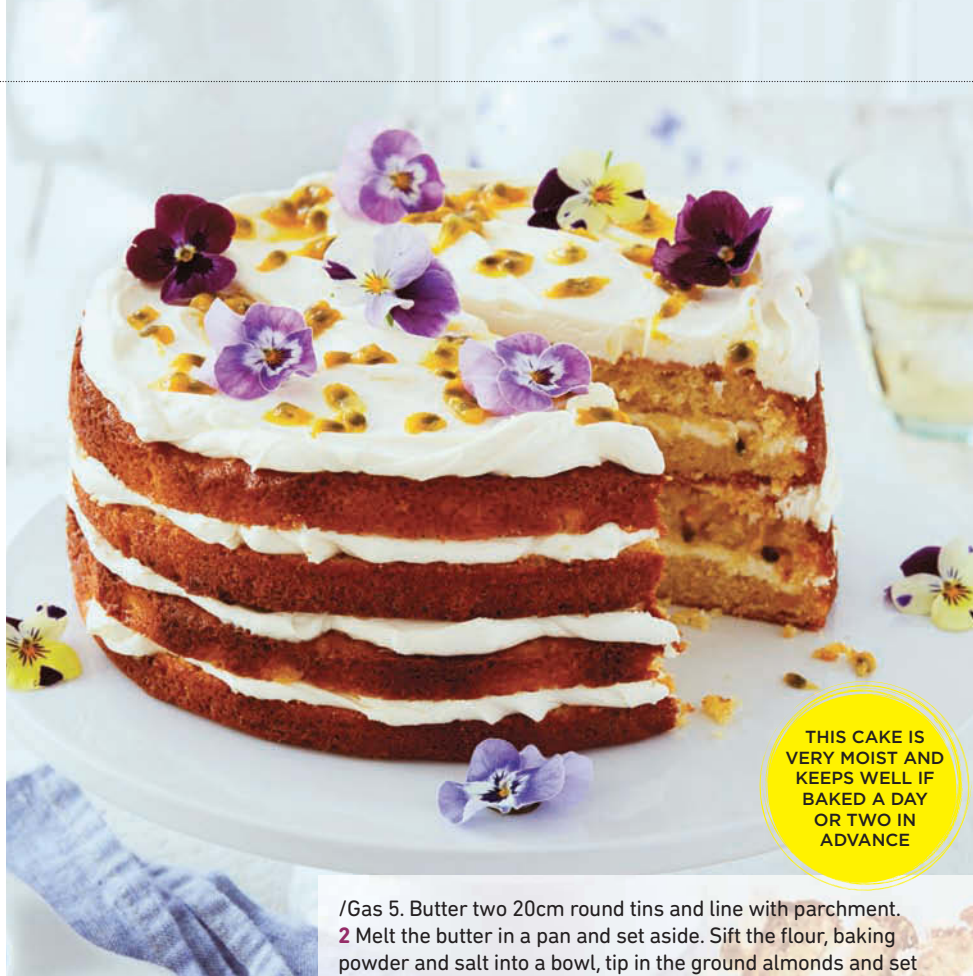 THIS CAKE IS
VERY MOIST AND
KEEPS WELL IF
BAKED A DAY
OR TWO IN
ADVANCE
/Gas 5. Butter two 20cm round tins and line with parchment.
2 Melt the butter in a pan and set aside. Sift the flour, baking
powder and salt into a bowl, tip in the ground almonds and set